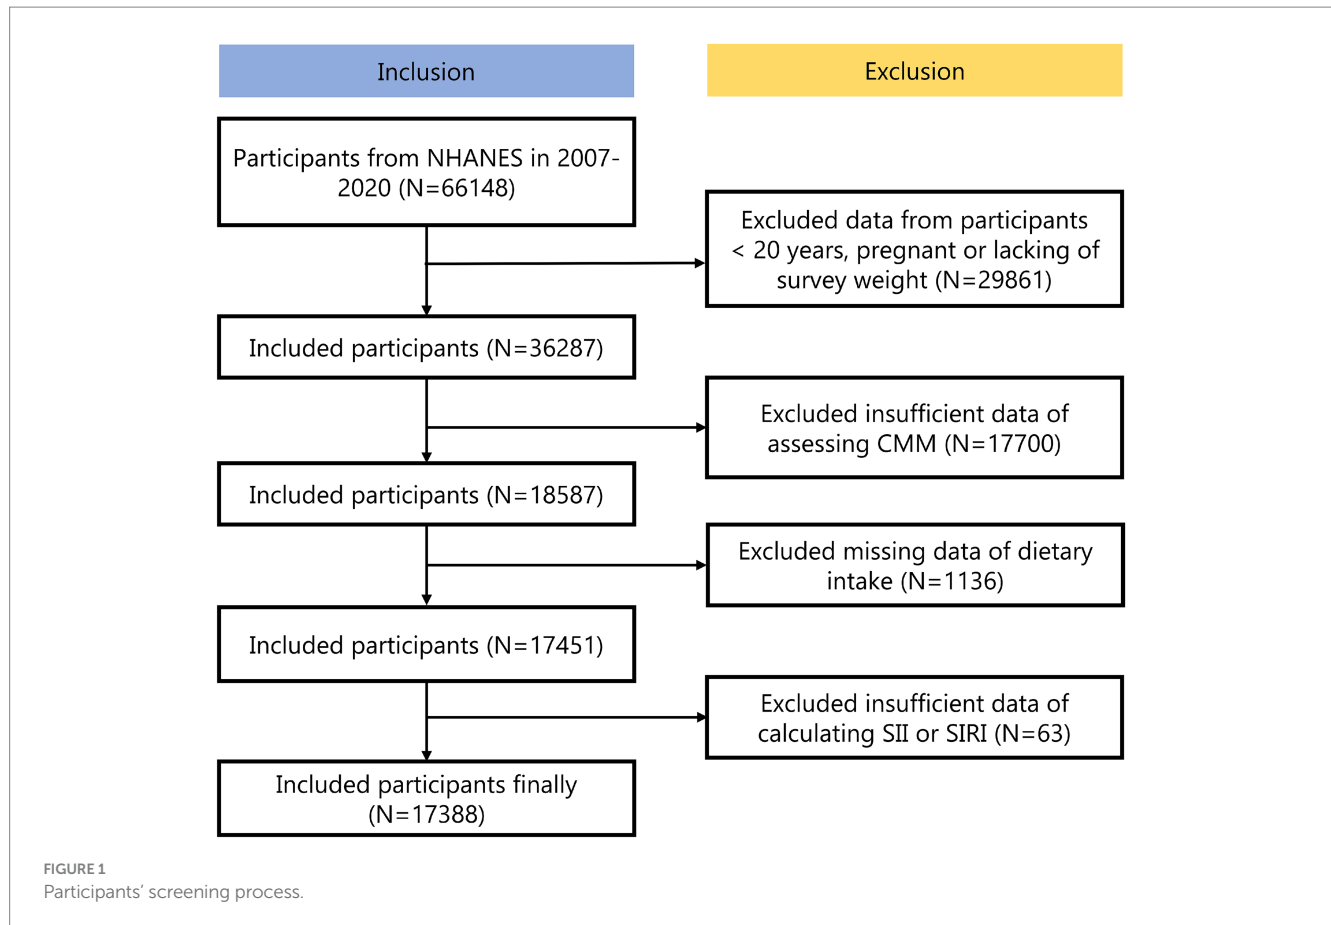 Inclusion
Exclusion
Participants from NHANES in 2007-
2020 (N=66148)
Excluded data from participants
< 20 years, pregnant or lacking of
survey weight (N=29861)
Included participants (N=36287)
Excluded insufficient data of
assessing CMM (N=17700)
Included participants (N=18587)
Excluded missing data of dietary
intake (N=1136)
Included participants (N=17451)
Excluded insufficient data of
calculating SII or SIRI (N=63)
Included participants finally
(N=17388)
FIGURE 1
Participants’ screening process.